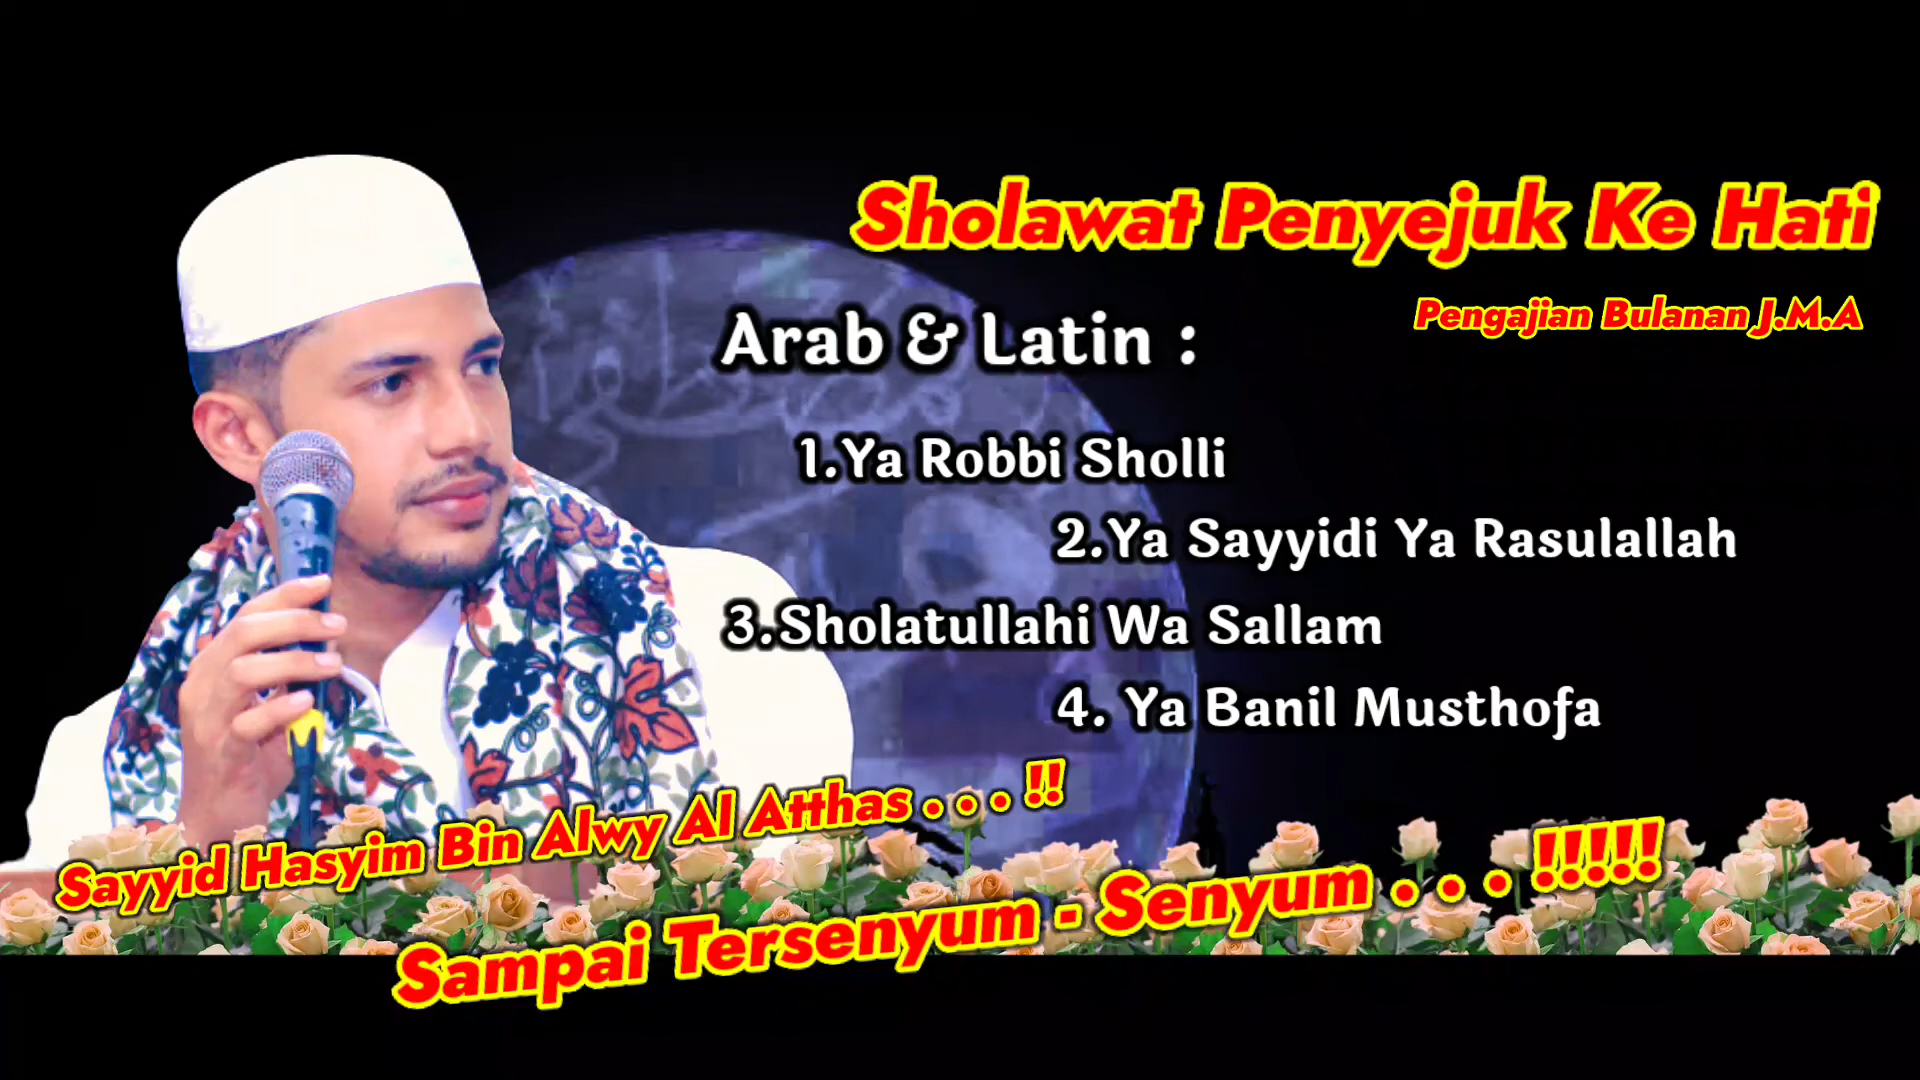 Sholawat Penyejuk Ke Hati
Pengajian Bulanan J.M.A
Arab & Latin :
1.Ya Robbi Sholli
2.Ya Sayyidi Ya Rasulallah
3.Sholatullahi Wa Sallam
4. Ya Banil Musthofa
Sayyid Hasyim Bin Alwy Al Atthas . . . !!
Sampai Tersenyum - Senyum . . . !!!!!